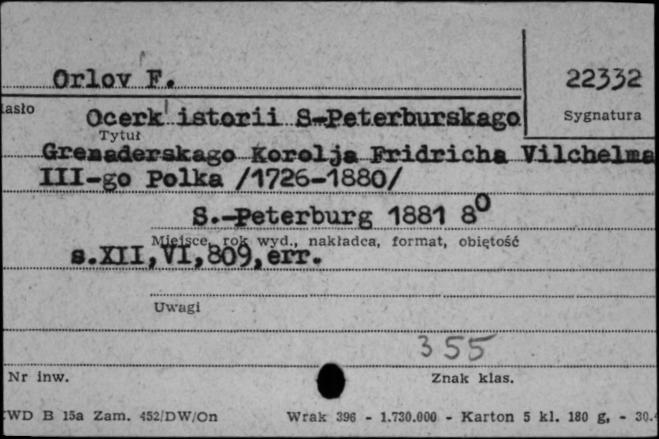 Orlov F.
22332
asło
Ocerk istorii S-Peterburskago
Sygnatura
Tytuł
Grenaderskago Korolja Fridricha Vilchelma
III-go Polka /1726-1880/
S.-Peterburg 1881 8⁰
Miejsce, rok wyd., nakładca, format, objętość
s.XII,VI,809,err.
Uwagi
355
Nr inw.
Znak klas.
CWD B 15a Zam. 452/DW/On Wrak 396 - 1.730.000 - Karton 5 kl. 180 g. - 30.